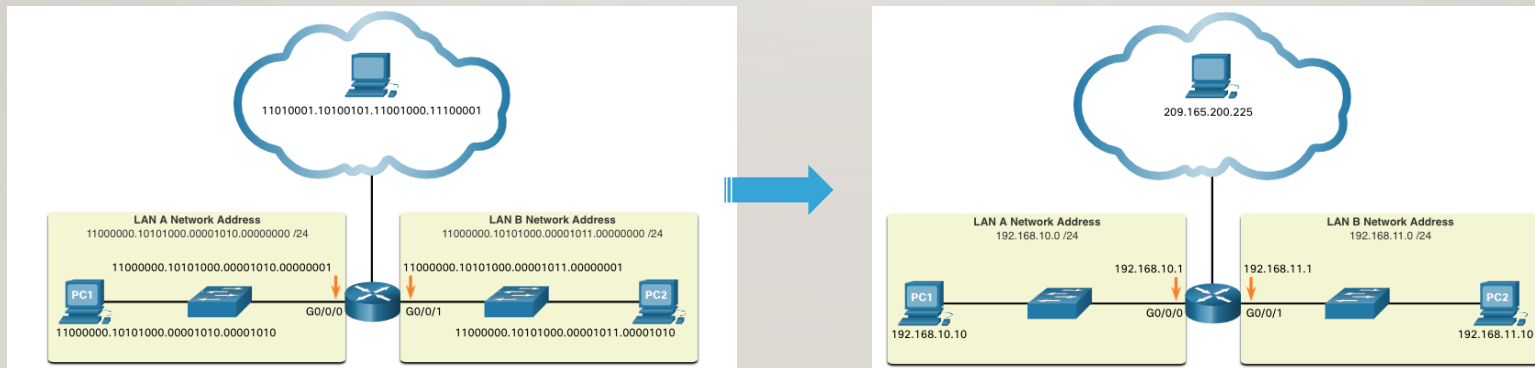 11010001.10100101.11001000.11100001
LAN A Network Address
11000000.10101000.00001010.00000000 /24
LAN B Network Address
11000000.10101000.00001011.00000000 /24
11000000.10101000.00001010.00000001
11000000.10101000.00001011.00000001
PC1
G0/0/0
G0/0/1
PC2
11000000.10101000.00001010.00001010
11000000.10101000.00001011.00001010
209.165.200.225
LAN A Network Address
192.168.10.0 /24
LAN B Network Address
192.168.11.0 /24
192.168.10.1
192.168.11.1
PC1
G0/0/0
G0/0/1
PC2
192.168.10.10
192.168.11.10